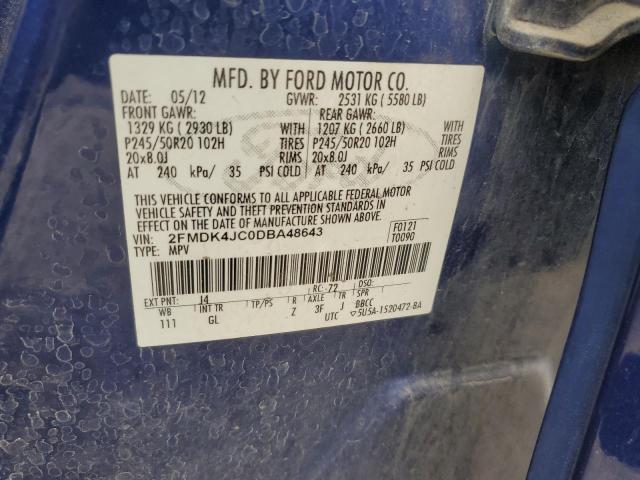 MFD. BY FORD MOTOR CO.
DATE: 05/12 GVWR: 2531 KG ( 5580 LB)
FRONT GAWR: REAR GAWR:
1329 KG ( 2930 LB) WITH 1207 KG ( 2660 LB) WITH
P245/50R20 102H TIRES P245/50R20 102H TIRES
20x8.0J RIMS 20x8.0J RIMS
AT 240 kPa/ 35 PSI COLD AT 240 kPa/ 35 PSI COLD
THIS VEHICLE CONFORMS TO ALL APPLICABLE FEDERAL MOTOR
VEHICLE SAFETY AND THEFT PREVENTION STANDARDS IN
EFFECT ON THE DATE OF MANUFACTURE SHOWN ABOVE.
VIN: 2FMDK4JC0DBA48643 F0121
TYPE: MPV T0090
EXT PNT: J4 RC: 72 DSO:
WB INT TR TP/PS R AXLE TR SPR
111 GL Z 3F J BBCC
UTC 5U5A-1520472-BA